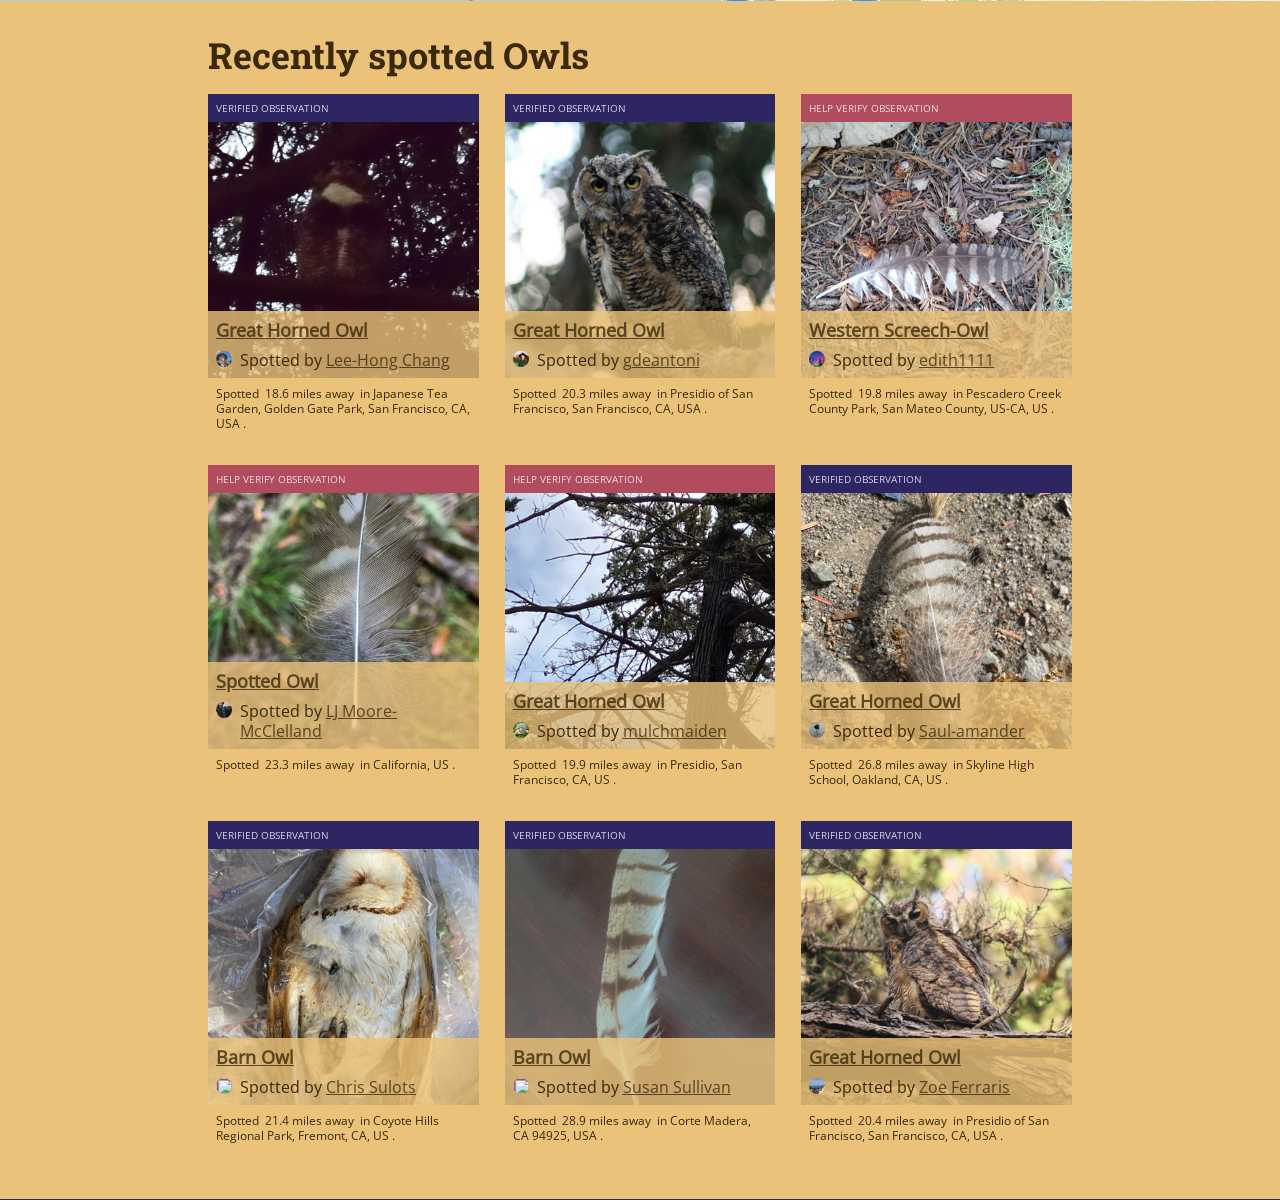 Recently spotted Owls
VERIFIED OBSERVATION
Great Horned Owl
Spotted by Lee-Hong Chang
Spotted 18.6 miles away in Japanese Tea
Garden, Golden Gate Park, San Francisco, CA,
USA .
VERIFIED OBSERVATION
Great Horned Owl
Spotted by gdeantoni
Spotted 20.3 miles away in Presidio of San
Francisco, San Francisco, CA, USA .
HELP VERIFY OBSERVATION
Western Screech-Owl
Spotted by edith1111
Spotted 19.8 miles away in Pescadero Creek
County Park, San Mateo County, US-CA, US .
HELP VERIFY OBSERVATION
Spotted Owl
Spotted by LJ Moore-
McClelland
Spotted 23.3 miles away in California, US .
HELP VERIFY OBSERVATION
Great Horned Owl
Spotted by mulchmaiden
Spotted 19.9 miles away in Presidio, San
Francisco, CA, US .
VERIFIED OBSERVATION
Great Horned Owl
Spotted by Saul-amander
Spotted 26.8 miles away in Skyline High
School, Oakland, CA, US .
VERIFIED OBSERVATION
Barn Owl
Spotted by Chris Sulots
Spotted 21.4 miles away in Coyote Hills
Regional Park, Fremont, CA, US .
VERIFIED OBSERVATION
Barn Owl
Spotted by Susan Sullivan
Spotted 28.9 miles away in Corte Madera,
CA 94925, USA .
VERIFIED OBSERVATION
Great Horned Owl
Spotted by Zoe Ferraris
Spotted 20.4 miles away in Presidio of San
Francisco, San Francisco, CA, USA .